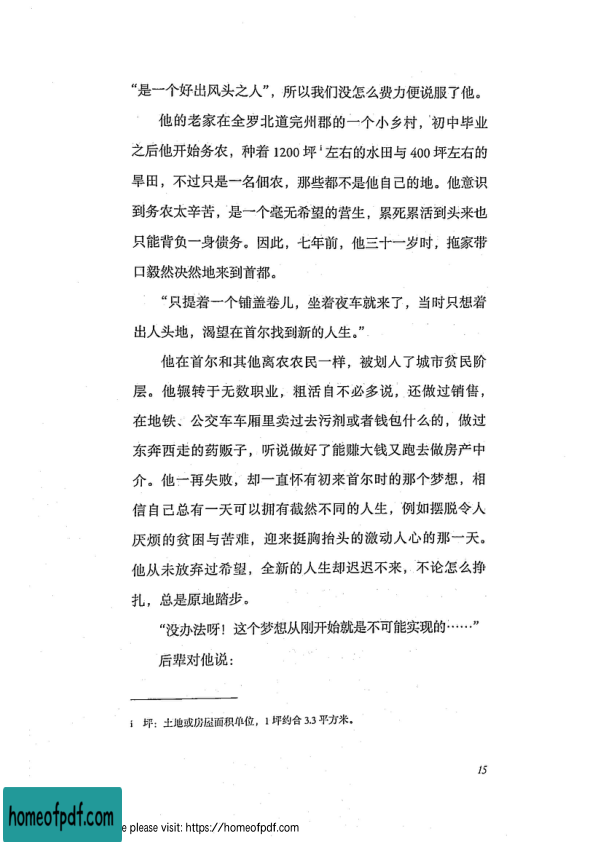 “是一个好出风头之人”，所以我们没怎么费力便说服了他。
他的老家在全罗北道完州郡的一个小乡村，初中毕业
之后他开始务农，种着 1200 坪i左右的水田与 400 坪左右的
旱田，不过只是一名佃农，那些都不是他自己的地。他意识
到务农太辛苦，是一个毫无希望的营生，累死累活到头来也
只能背负一身债务。因此，七年前，他三十一岁时，拖家带
口毅然决然地来到首都。
“只提着一个铺盖卷儿，坐着夜车就来了，当时只想着
出人头地，渴望在首尔找到新的人生。”
他在首尔和其他离农农民一样，被划入了城市贫民阶
层。他辗转于无数职业，粗活自不必多说，还做过销售，
在地铁、公交车车厢里卖过去污剂或者钱包什么的，做过
东奔西走的药贩子，听说做好了能赚大钱又跑去做房产中
介。他一再失败，却一直怀有初来首尔时的那个梦想，相
信自己总有一天可以拥有截然不同的人生，例如摆脱令人
厌烦的贫困与苦难，迎来挺胸抬头的激动人心的那一天。
他从未放弃过希望，全新的人生却迟迟不来，不论怎么挣
扎，总是原地踏步。
“没办法呀！这个梦想从刚开始就是不可能实现的……”
后辈对他说：
i 坪：土地或房屋面积单位，1 坪约合 3.3 平方米。
15
homeofpdf.com
e please visit: https://homeofpdf.com